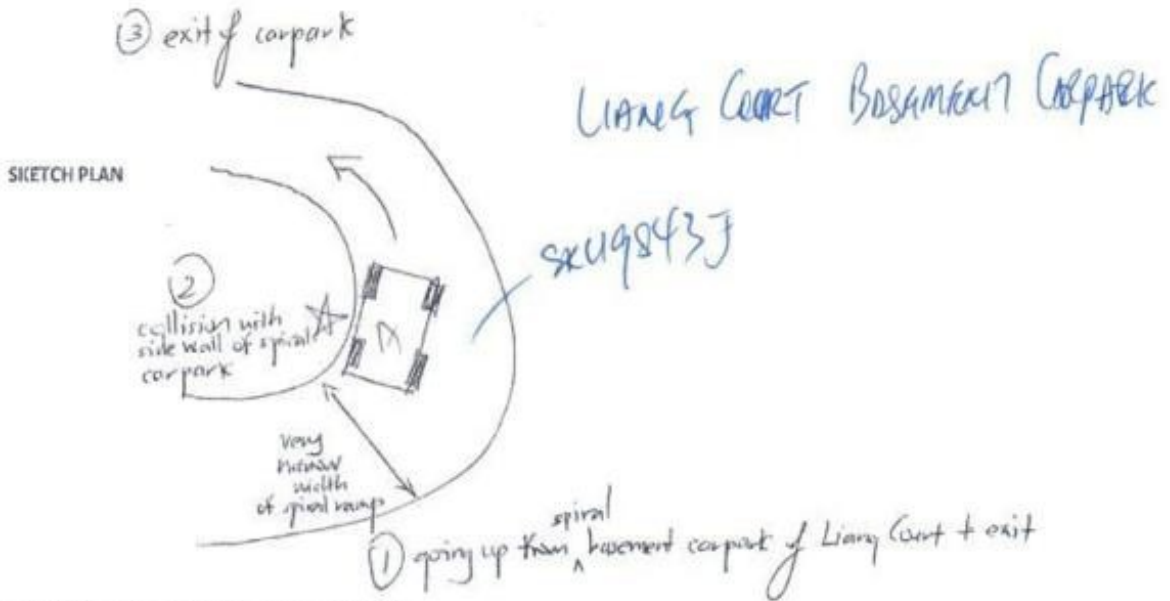 ③ exit of carpark
LIANG COURT BASEMENT CARPARK
SKETCH PLAN
SKU9843J
②
collision with
side wall of spiral
carpark
A
very
narrow
width
of spiral ramp
spiral
① going up from ^ basement carpark of Liang Court + exit